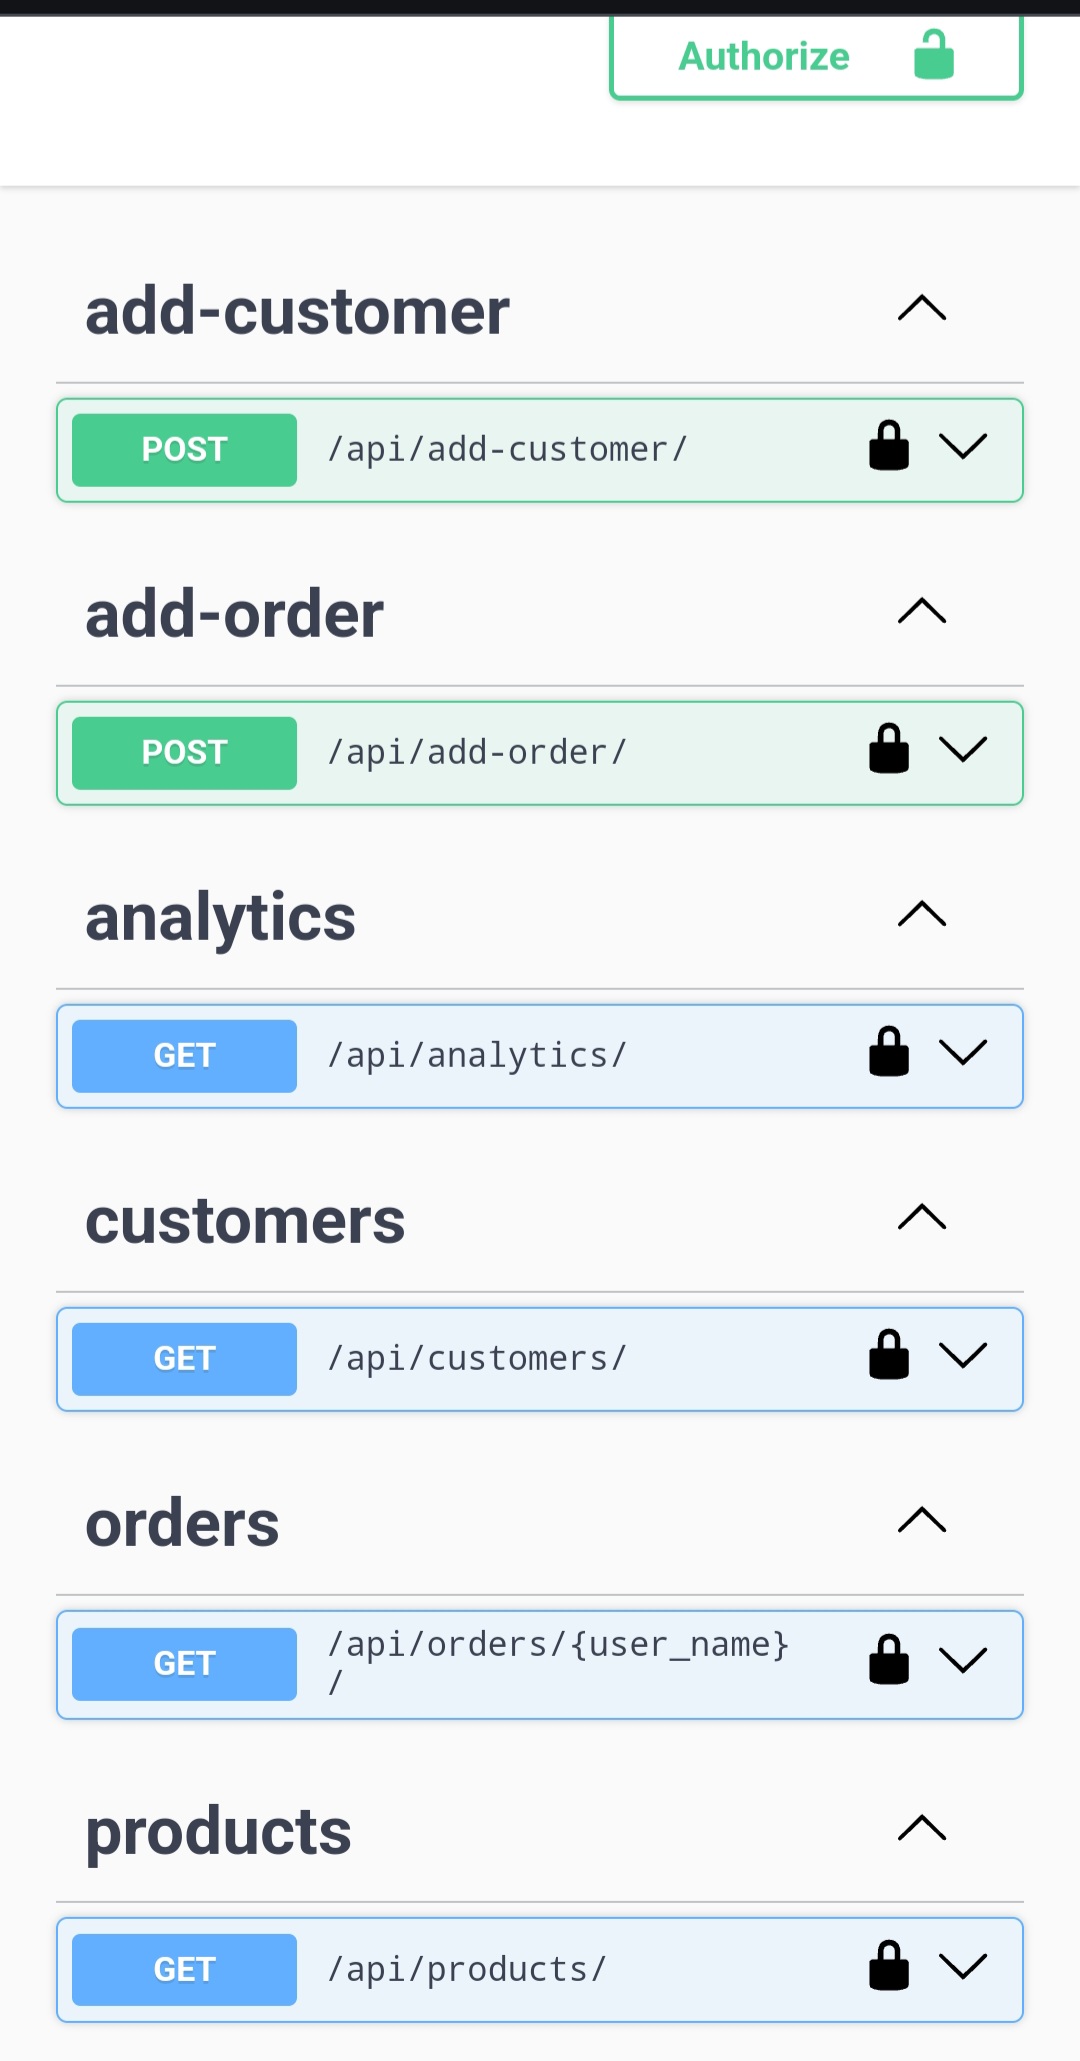 Authorize
add-customer
POST /api/add-customer/
add-order
POST /api/add-order/
analytics
GET /api/analytics/
customers
GET /api/customers/
orders
GET /api/orders/{user_name}
/
products
GET /api/products/